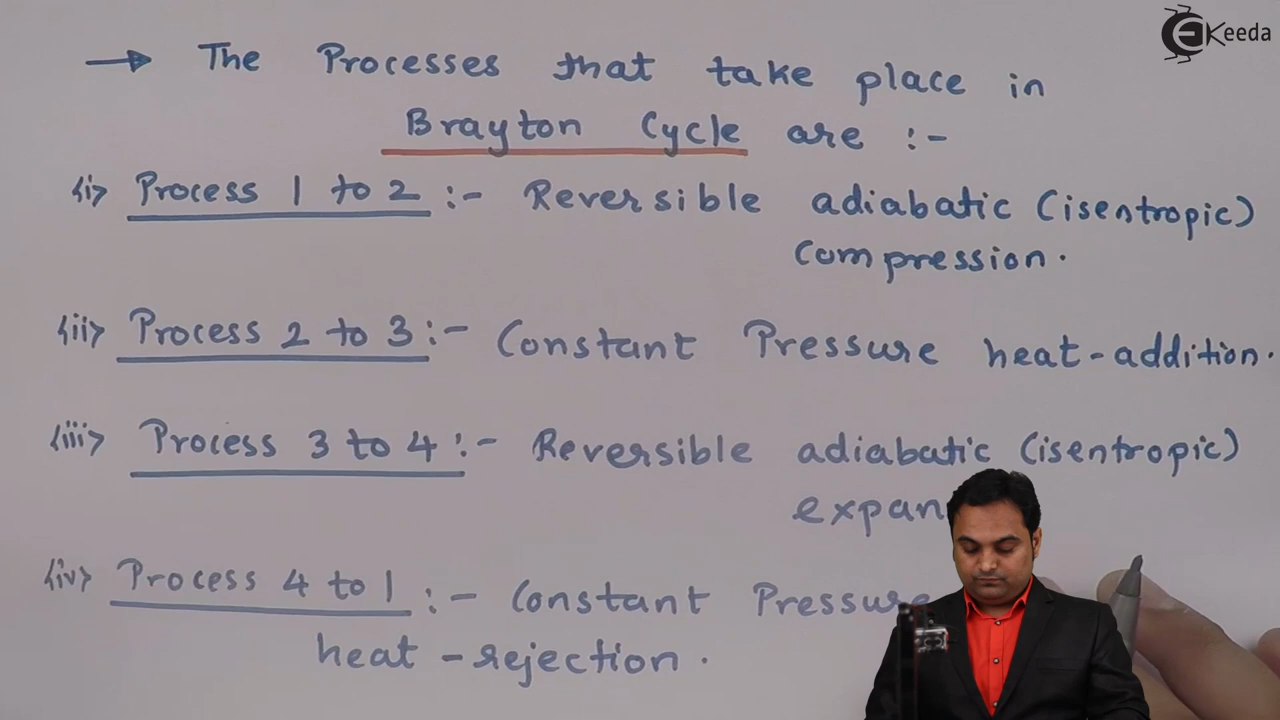 Keeda
→ The Processes that take place in
Brayton Cycle are :-
(i) Process 1 to 2 :- Reversible adiabatic (isentropic)
compression.
(ii) Process 2 to 3 :- Constant Pressure heat-addition.
(iii) Process 3 to 4 :- Reversible adiabatic (isentropic)
expan
(iv) Process 4 to 1 :- Constant Pressure
heat-rejection.